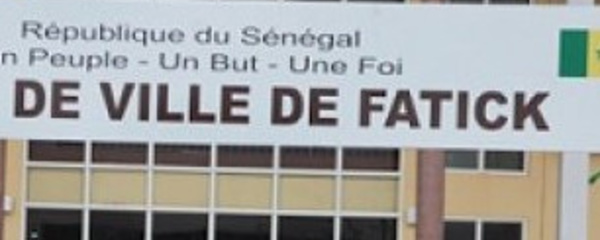 République du Sénégal
n Peuple - Un But - Une Foi
DE VILLE DE FATICK